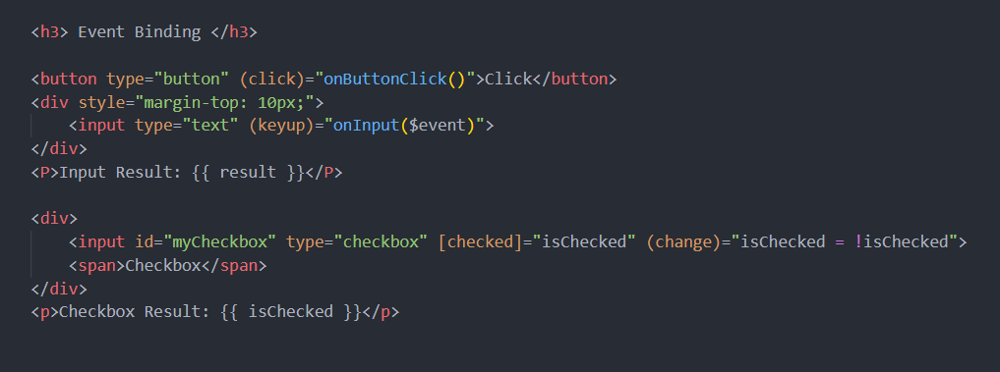 <h3> Event Binding </h3>
<button type="button" (click)="onButtonClick()">Click</button>
<div style="margin-top: 10px;">
<input type="text" (keyup)="onInput($event)">
</div>
<P>Input Result: {{ result }}</P>
<div>
<input id="myCheckbox" type="checkbox" [checked]="isChecked" (change)="isChecked = !isChecked">
<span>Checkbox</span>
</div>
<p>Checkbox Result: {{ isChecked }}</p>